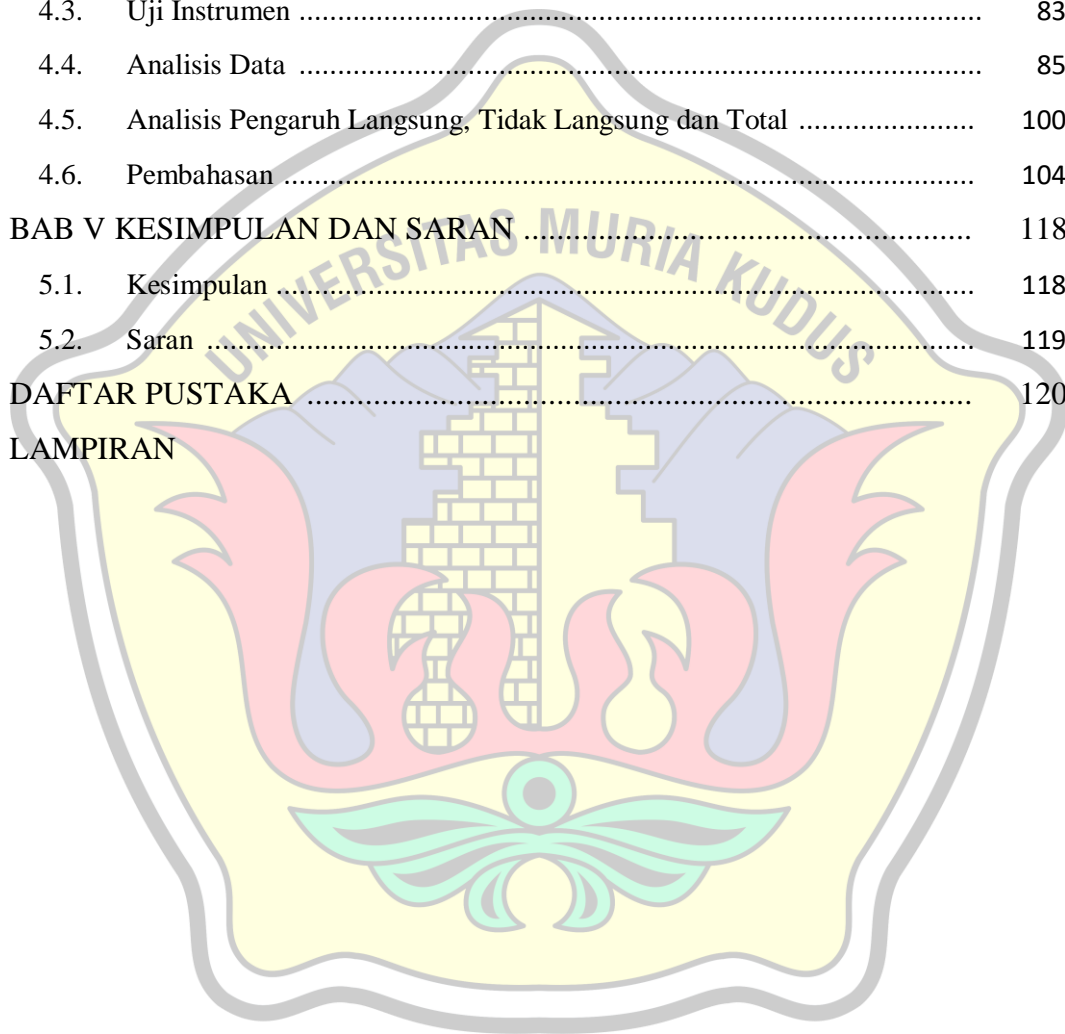 4.3. Uji Instrumen ........................................................................................ 83
4.4. Analisis Data ........................................................................................ 85
4.5. Analisis Pengaruh Langsung, Tidak Langsung dan Total ....................... 100
4.6. Pembahasan ......................................................................................... 104
BAB V KESIMPULAN DAN SARAN ......................................................... 118
5.1. Kesimpulan .......................................................................................... 118
5.2. Saran ................................................................................................... 119
DAFTAR PUSTAKA .................................................................................... 120
LAMPIRAN
UNIVERSITAS MURIA KUDUS